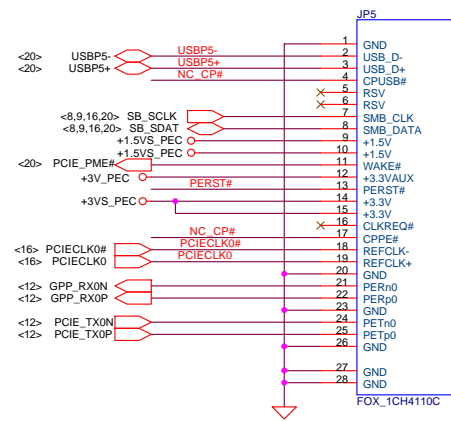 JP5
1 GND
<20> USBP5- USBP5- 2 USB_D-
<20> USBP5+ USBP5+ 3 USB_D+
NC_CP# 4 CPUSB#
5 RSV
6 RSV
<8,9,16,20> SB_SCLK 7 SMB_CLK
<8,9,16,20> SB_SDAT 8 SMB_DATA
+1.5VS_PEC 9 +1.5V
+1.5VS_PEC 10 +1.5V
<20> PCIE_PME# 11 WAKE#
+3V_PEC 12 +3.3VAUX
PERST# 13 PERST#
+3VS_PEC 14 +3.3V
15 +3.3V
16 CLKREQ#
NC_CP# 17 CPPE#
<16> PCIECLK0# PCIECLK0# 18 REFCLK-
<16> PCIECLK0 PCIECLK0 19 REFCLK+
20 GND
<12> GPP_RX0N 21 PERn0
<12> GPP_RX0P 22 PERp0
23 GND
<12> PCIE_TX0N 24 PETn0
<12> PCIE_TX0P 25 PETp0
26 GND
27 GND
28 GND
FOX_1CH4110C